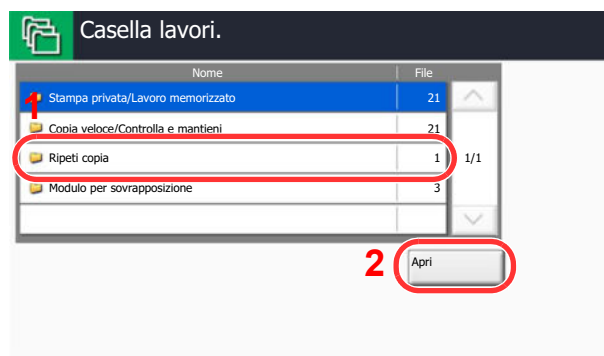 Casella lavori.
Nome File
1
Stampa privata/Lavoro memorizzato 21
Copia veloce/Controlla e mantieni 21
Ripeti copia 1 1/1
Modulo per sovrapposizione 3
2 Apri